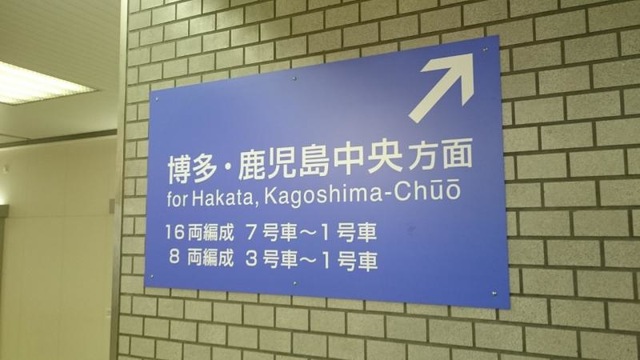 博多・鹿児島中央方面
for Hakata, Kagoshima-Chūō
16両編成 7号車～1号車
8両編成 3号車～1号車